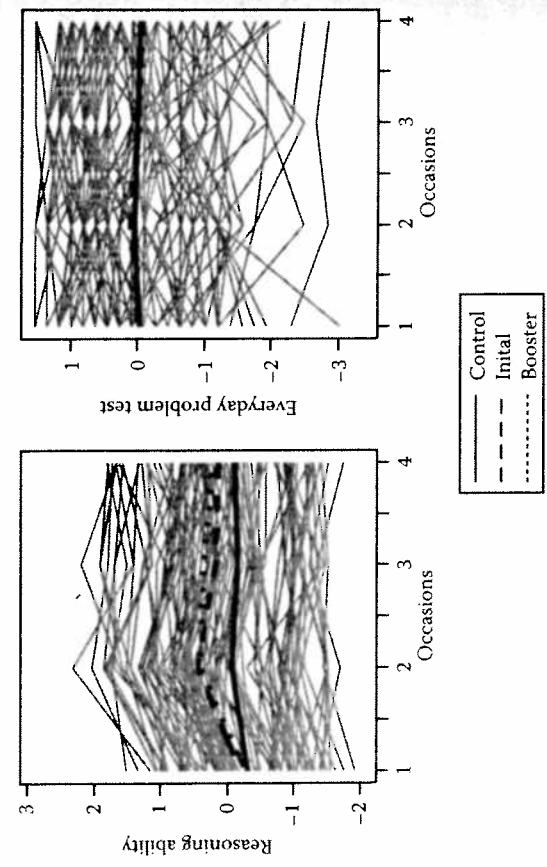 Reasoning ability
3
2
1
0
−1
−2
1 2 3 4
Occasions
Everyday problem test
1
0
−1
−2
−3
1 2 3 4
Occasions
Control
Inital
Booster